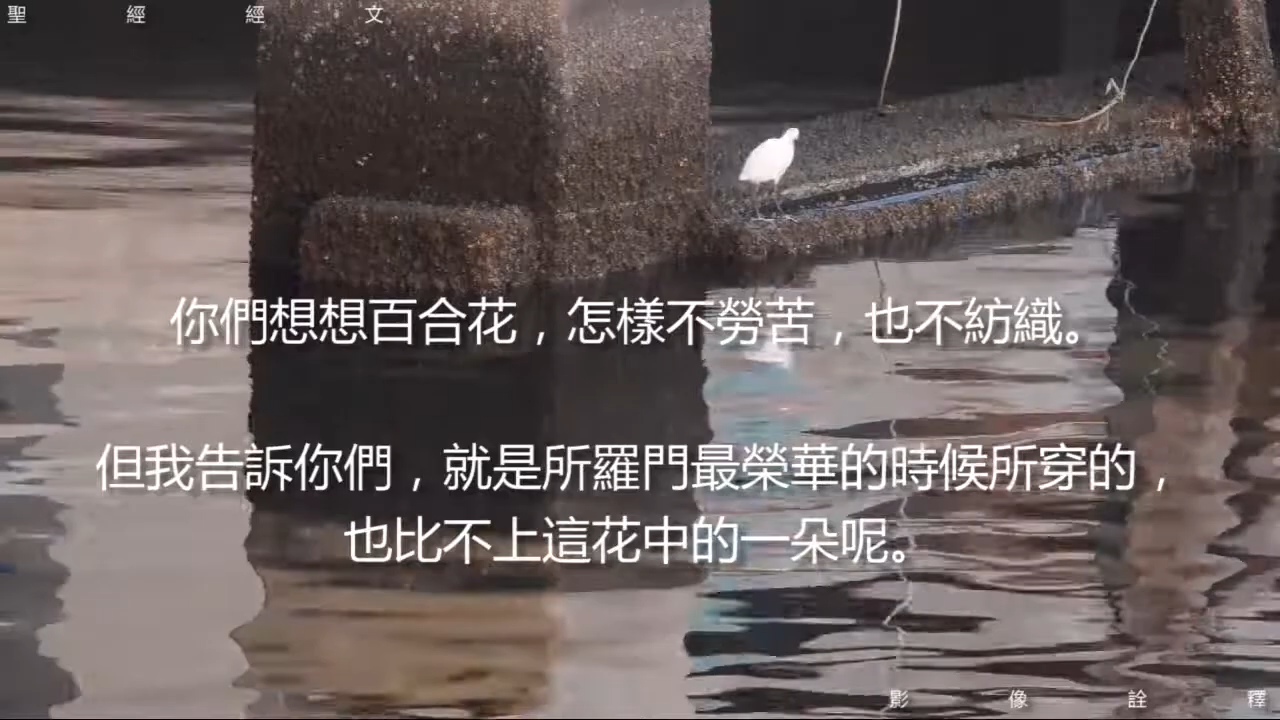 聖經經文
你們想想百合花，怎樣不勞苦，也不紡織。
但我告訴你們，就是所羅門最榮華的時候所穿的，
也比不上這花中的一朵呢。
影像詮釋